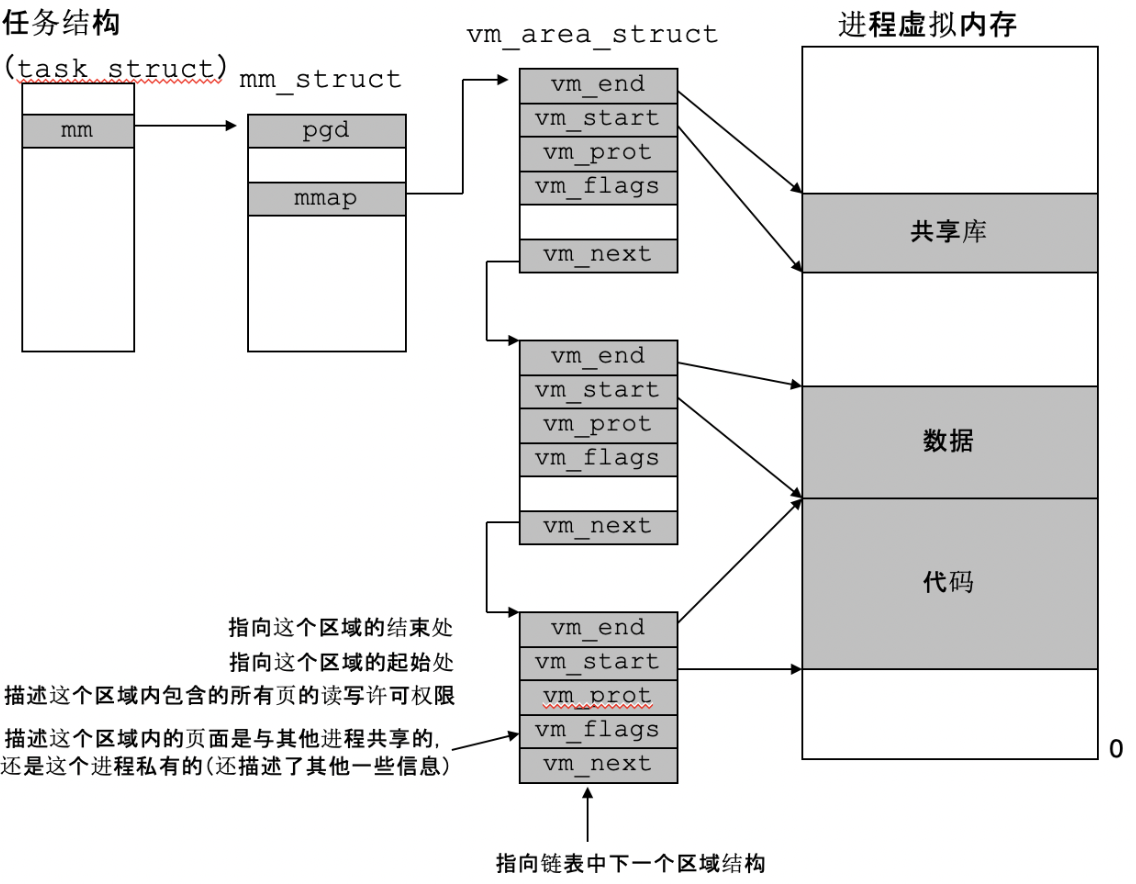 任务结构
(task_struct)
mm
mm_struct
pgd
mmap
vm_area_struct
vm_end
vm_start
vm_prot
vm_flags
vm_next
vm_end
vm_start
vm_prot
vm_flags
vm_next
vm_end
vm_start
vm_prot
vm_flags
vm_next
进程虚拟内存
共享库
数据
代码
0
指向这个区域的结束处
指向这个区域的起始处
描述这个区域内包含的所有页的读写许可权限
描述这个区域内的页面是与其他进程共享的,
还是这个进程私有的(还描述了其他一些信息)
指向链表中下一个区域结构